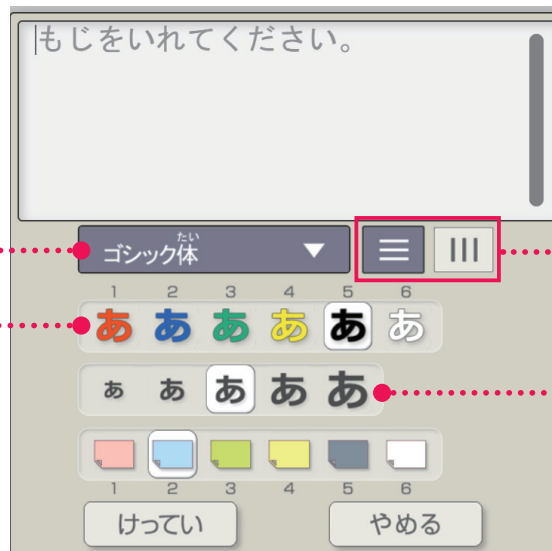 もじをいれてください。
たい
ゴシック体
1 2 3 4 5 6
あ あ あ あ あ あ
あ あ あ あ あ
1 2 3 4 5 6
けってい やめる